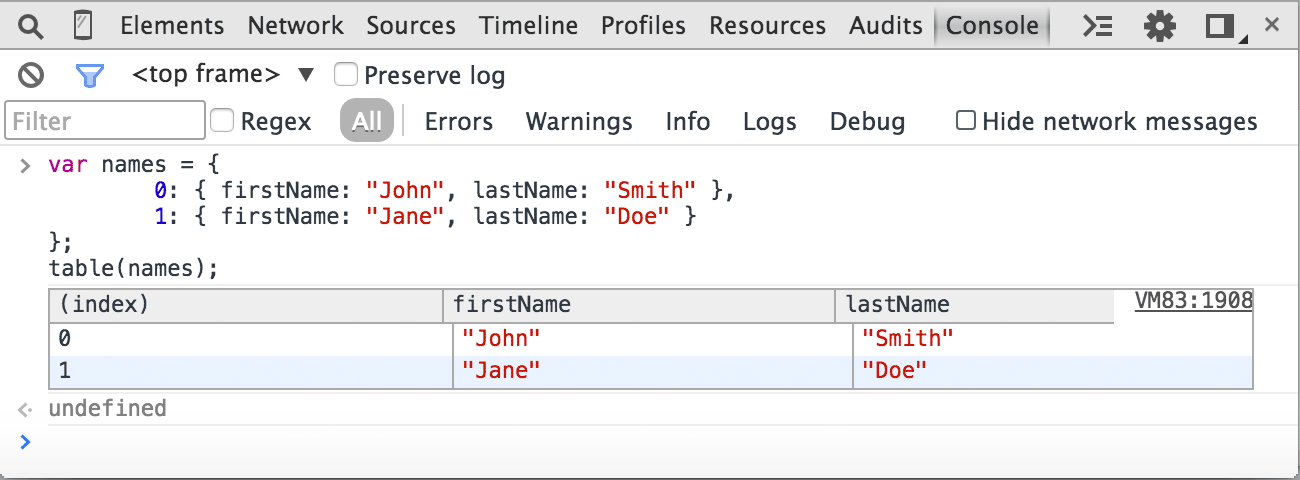 Elements Network Sources Timeline Profiles Resources Audits Console
<top frame> ▼ Preserve log
Filter Regex All Errors Warnings Info Logs Debug Hide network messages
var names = {
0: { firstName: "John", lastName: "Smith" },
1: { firstName: "Jane", lastName: "Doe" }
};
table(names);
(index) firstName lastName VM83:1908
0 "John" "Smith"
1 "Jane" "Doe"
undefined